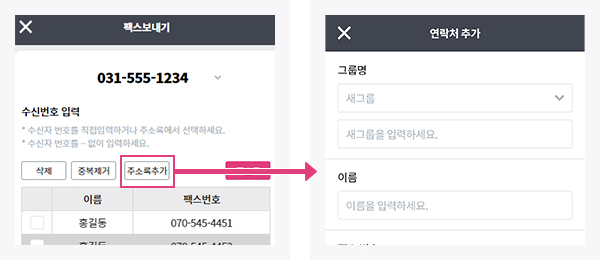 팩스보내기
031-555-1234
수신번호 입력
* 수신자 번호를 직접입력하거나 주소록에서 선택하세요.
* 수신자 번호를 – 없이 입력하세요.
삭제 중복제거 주소록추가
이름 팩스번호
홍길동 070-545-4451
홍길동
연락처 추가
그룹명
새그룹
새그룹을 입력하세요.
이름
이름을 입력하세요.